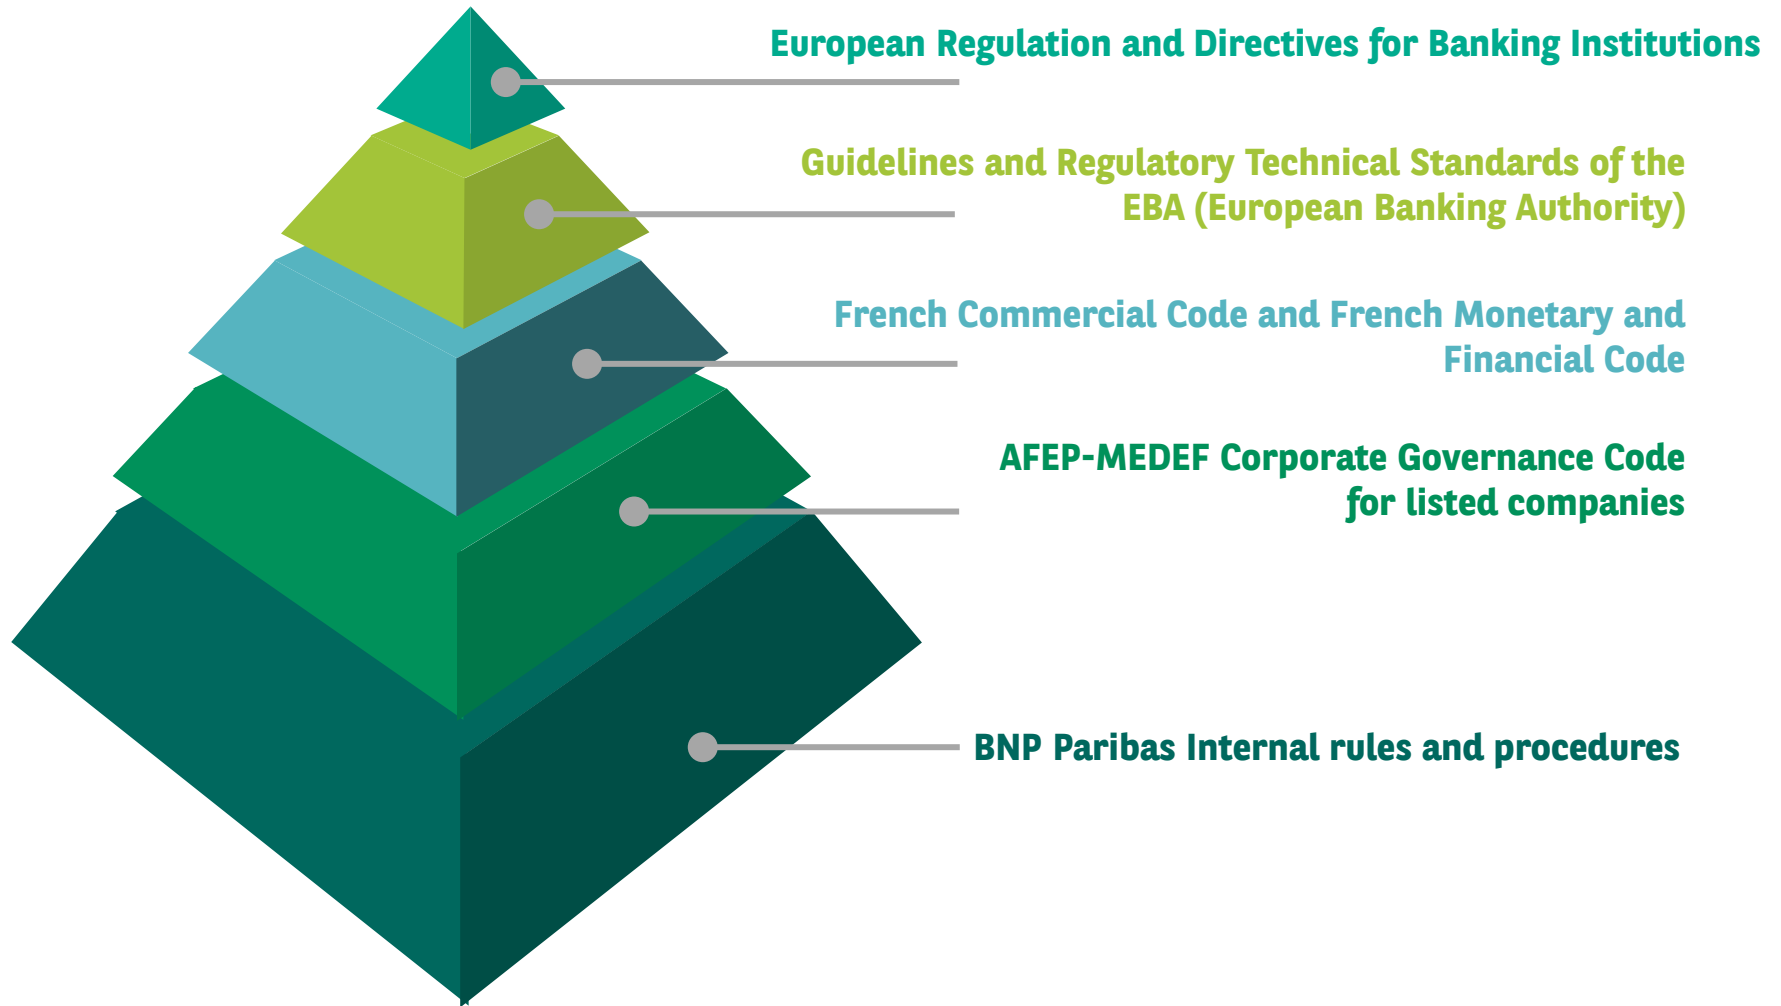 European Regulation and Directives for Banking Institutions
Guidelines and Regulatory Technical Standards of the
EBA (European Banking Authority)
French Commercial Code and French Monetary and
Financial Code
AFEP-MEDEF Corporate Governance Code
for listed companies
BNP Paribas Internal rules and procedures